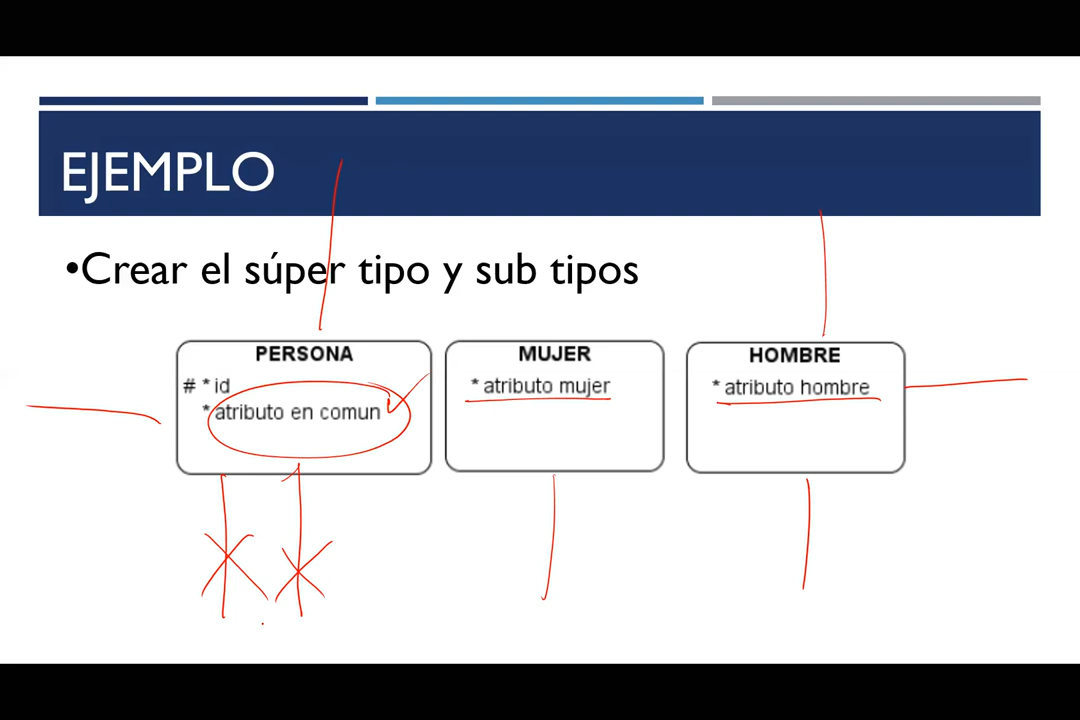 EJEMPLO
•Crear el súper tipo y sub tipos
PERSONA
# * id
* atributo en comun
MUJER
* atributo mujer
HOMBRE
* atributo hombre